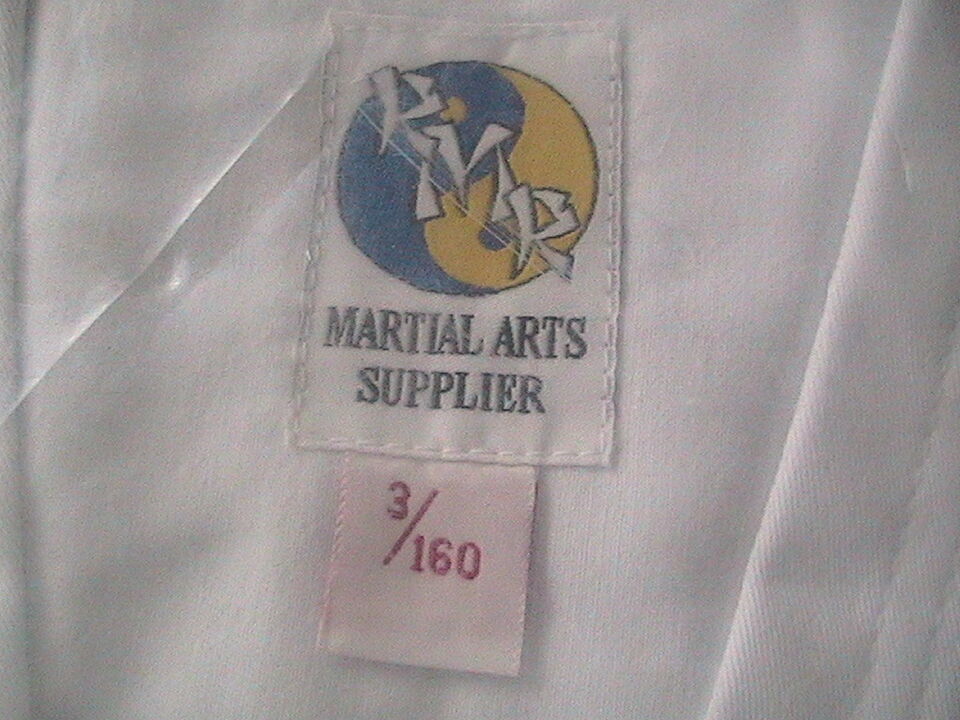 RMR
MARTIAL ARTS
SUPPLIER
3/160